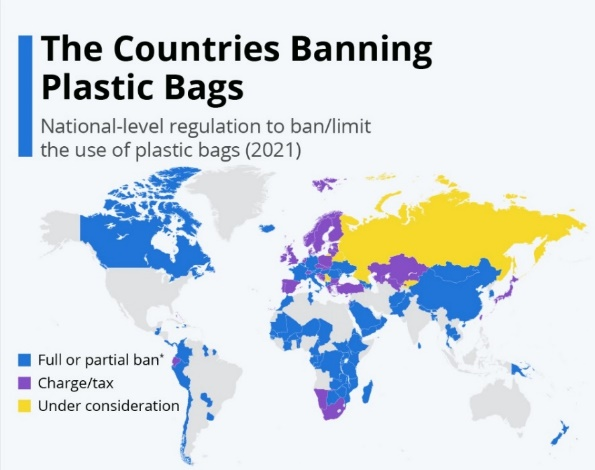 The Countries Banning
Plastic Bags
National-level regulation to ban/limit
the use of plastic bags (2021)
Full or partial ban*
Charge/tax
Under consideration